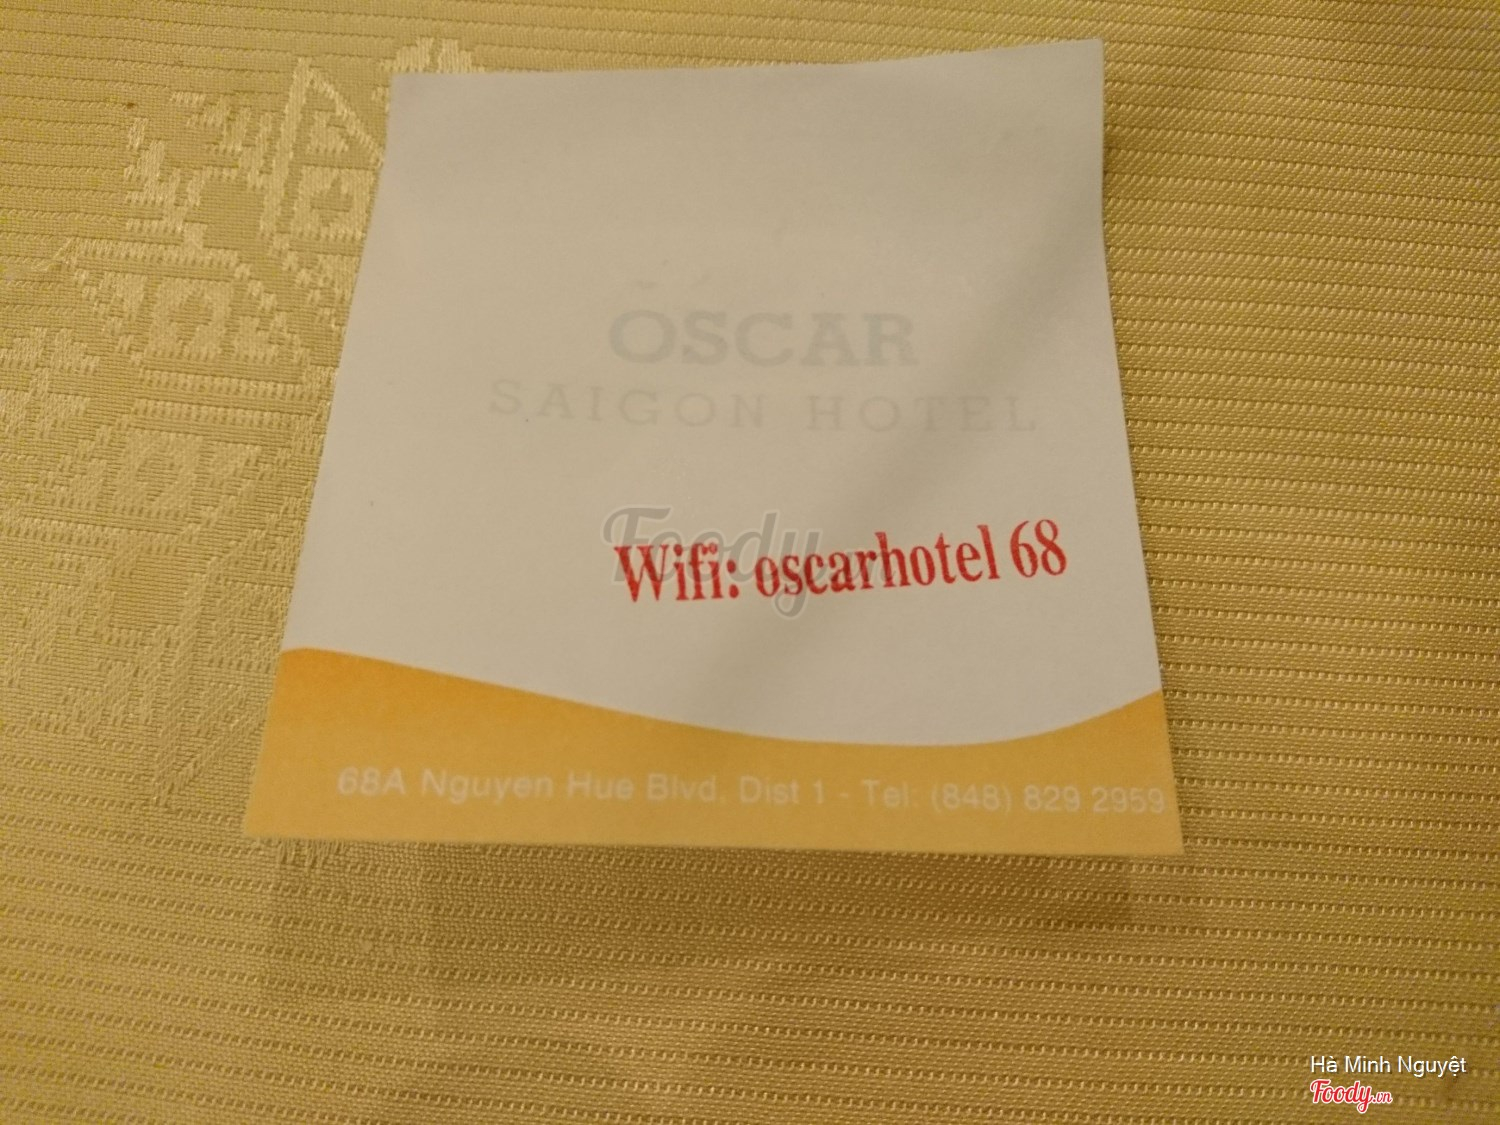 OSCAR
SAIGON HOTEL
Foody.vn
Wifi: oscarhotel 68
68A Nguyen Hue Blvd. Dist 1 - Tel: (848) 829 2959
Hà Minh Nguyệt
Foody.vn